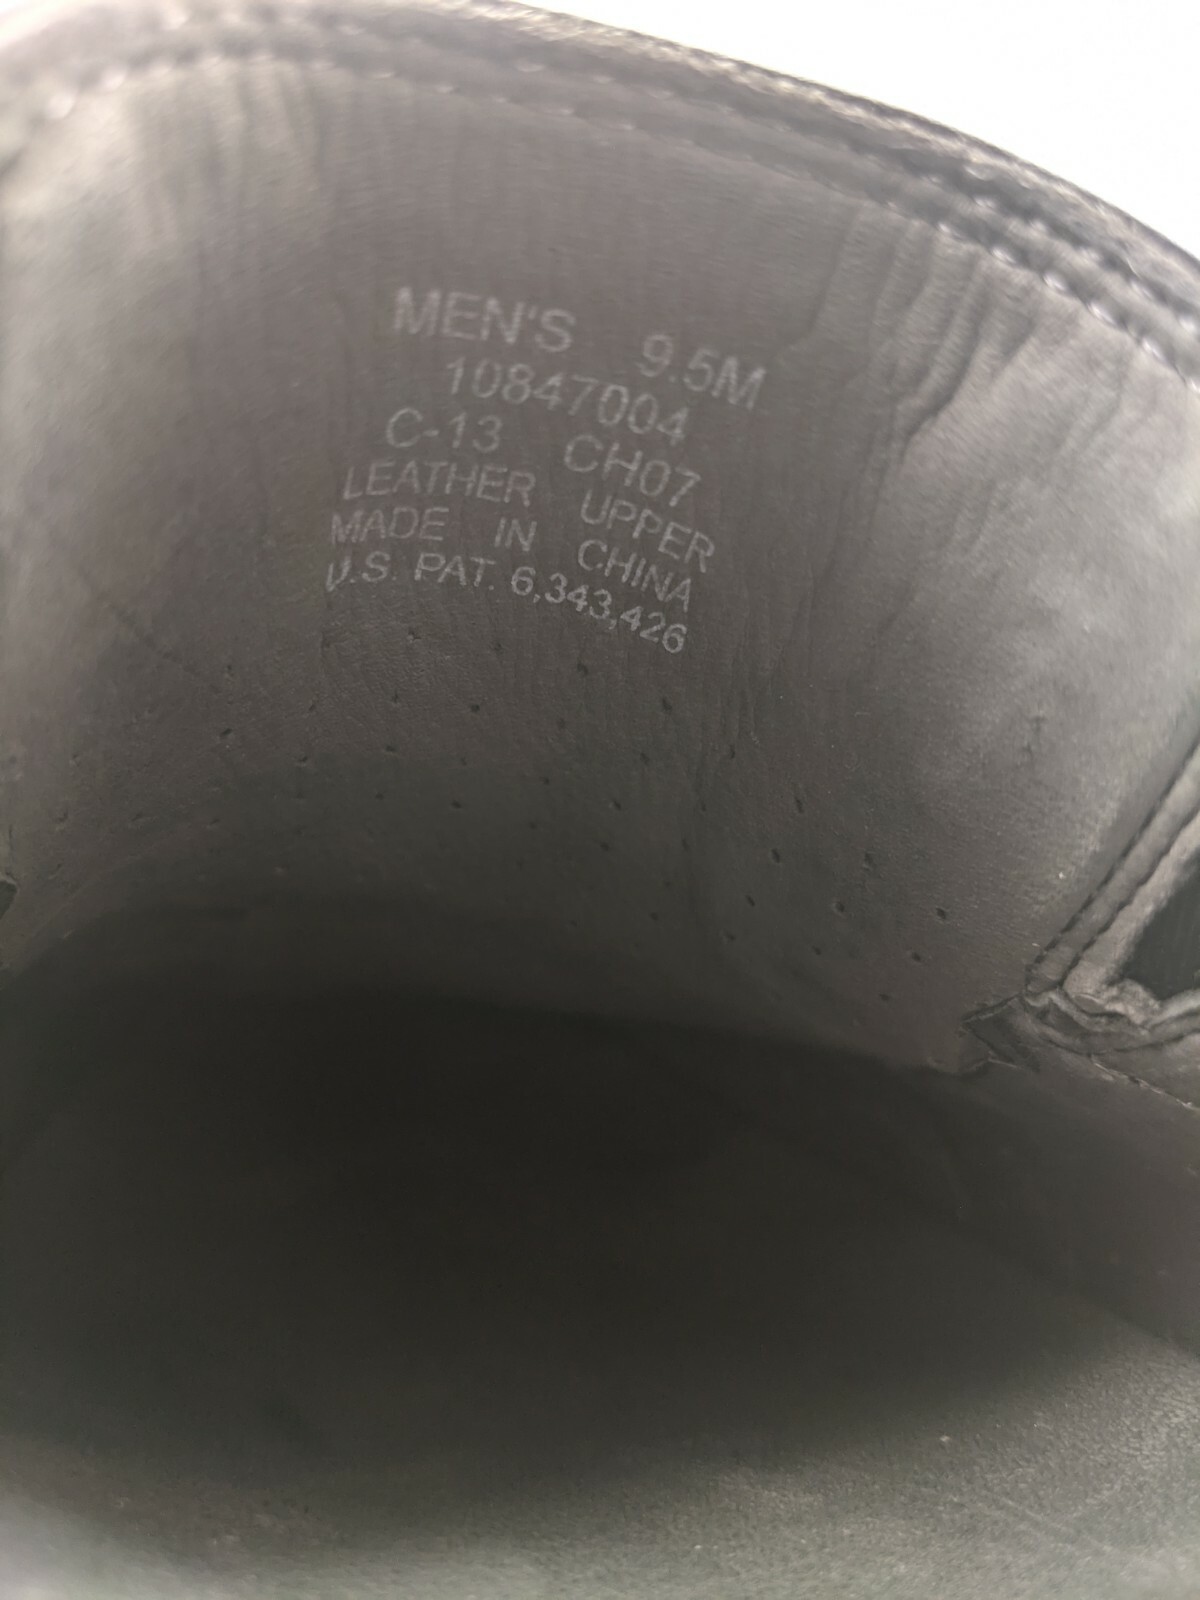 MEN'S 9.5M
10847004
C-13 CH07
LEATHER UPPER
MADE IN CHINA
U.S. PAT. 6,343,426